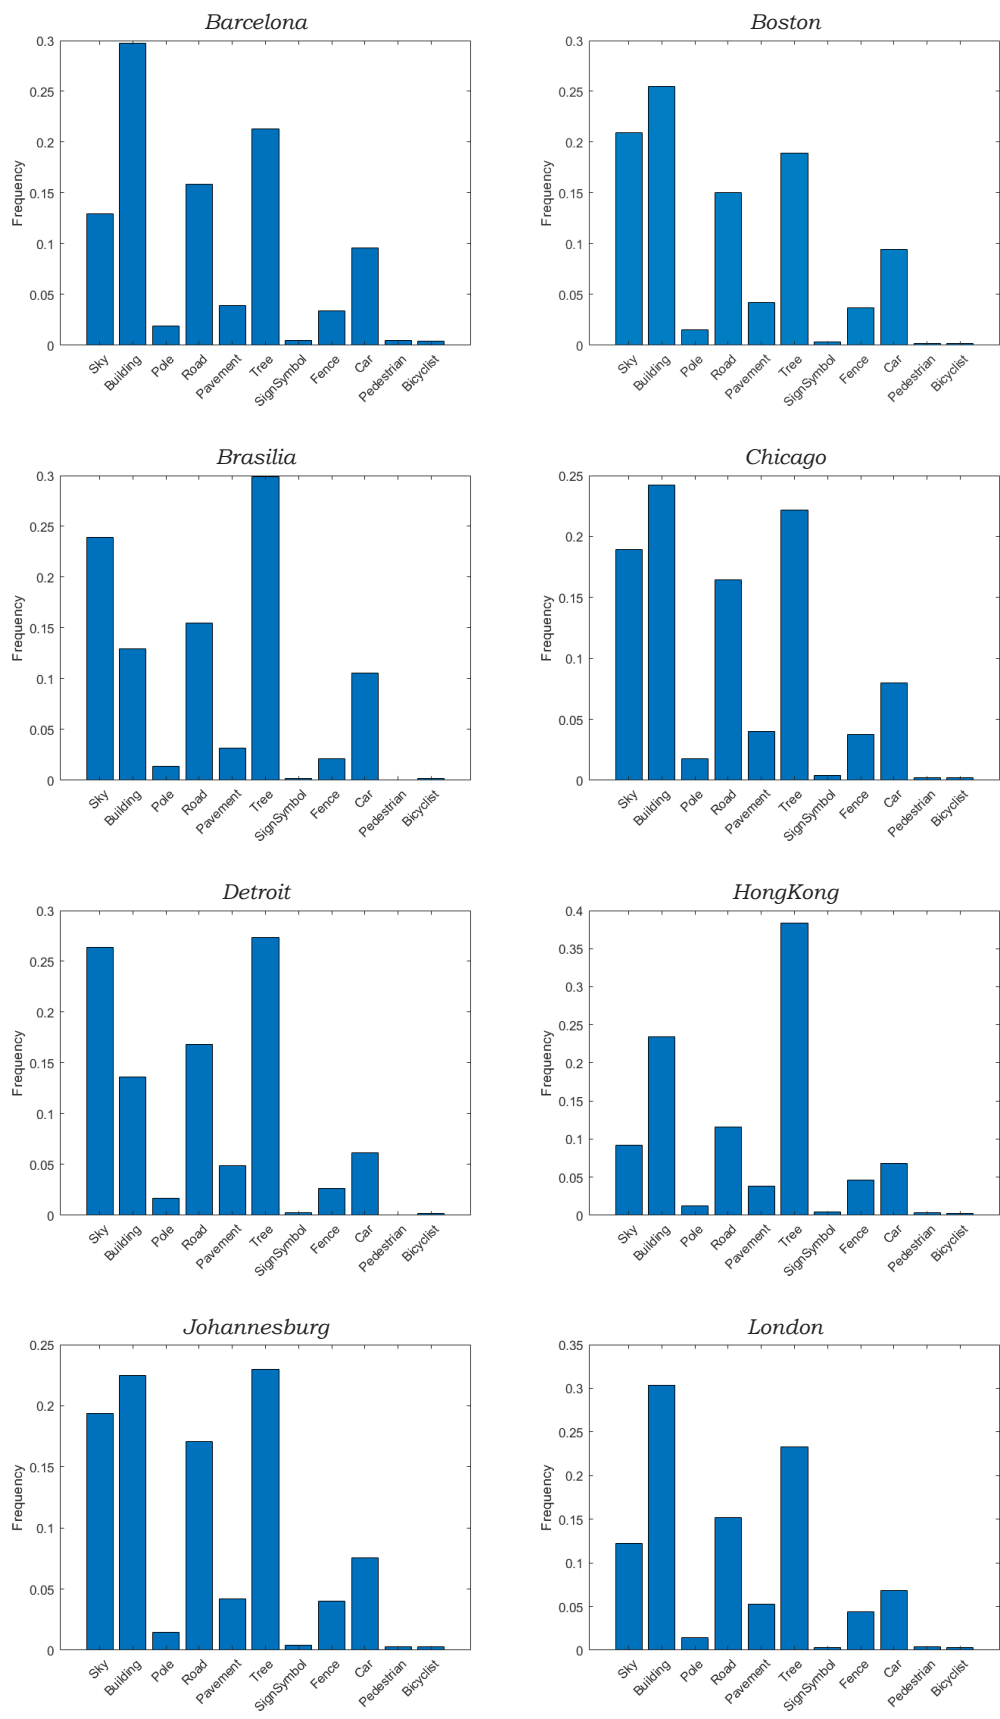 Barcelona
0.3
0.25
0.2
0.15
0.1
0.05
0
Frequency
Sky Building Pole Road Pavement Tree SignSymbol Fence Car Pedestrian Bicyclist
Boston
0.3
0.25
0.2
0.15
0.1
0.05
0
Frequency
Sky Building Pole Road Pavement Tree SignSymbol Fence Car Pedestrian Bicyclist
Brasilia
0.3
0.25
0.2
0.15
0.1
0.05
0
Frequency
Sky Building Pole Road Pavement Tree SignSymbol Fence Car Pedestrian Bicyclist
Chicago
0.25
0.2
0.15
0.1
0.05
0
Frequency
Sky Building Pole Road Pavement Tree SignSymbol Fence Car Pedestrian Bicyclist
Detroit
0.3
0.25
0.2
0.15
0.1
0.05
0
Frequency
Sky Building Pole Road Pavement Tree SignSymbol Fence Car Pedestrian Bicyclist
HongKong
0.4
0.35
0.3
0.25
0.2
0.15
0.1
0.05
0
Frequency
Sky Building Pole Road Pavement Tree SignSymbol Fence Car Pedestrian Bicyclist
Johannesburg
0.25
0.2
0.15
0.1
0.05
0
Frequency
Sky Building Pole Road Pavement Tree SignSymbol Fence Car Pedestrian Bicyclist
London
0.35
0.3
0.25
0.2
0.15
0.1
0.05
0
Frequency
Sky Building Pole Road Pavement Tree SignSymbol Fence Car Pedestrian Bicyclist